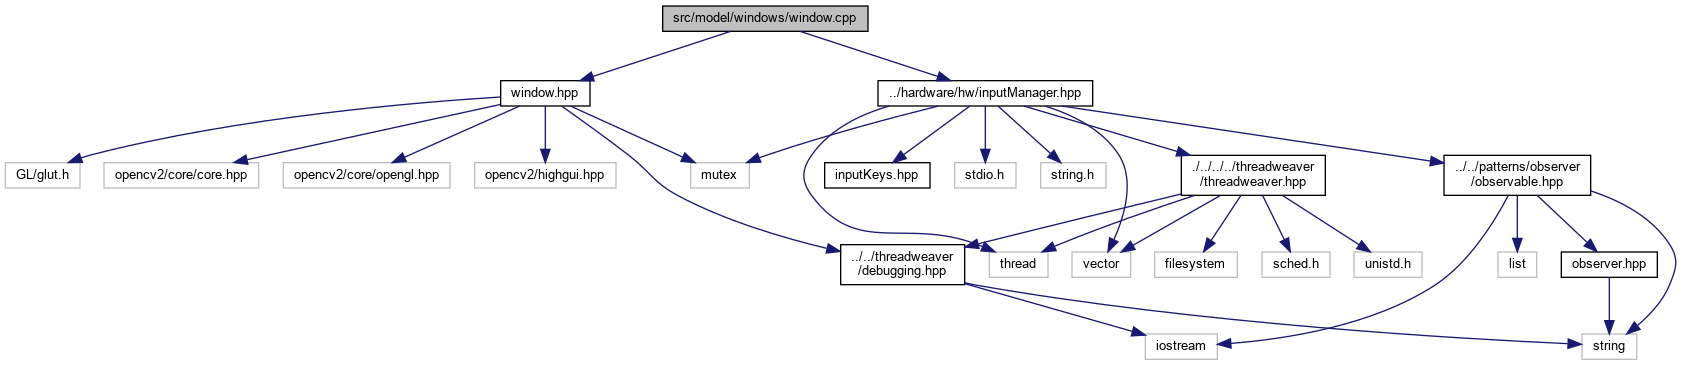 src/model/windows/window.cpp
window.hpp
../hardware/hw/inputManager.hpp
GL/glut.h
opencv2/core/core.hpp
opencv2/core/opengl.hpp
opencv2/highgui.hpp
mutex
inputKeys.hpp
stdio.h
string.h
./../../../threadweaver
/threadweaver.hpp
../../patterns/observer
/observable.hpp
../../threadweaver
/debugging.hpp
thread
vector
filesystem
sched.h
unistd.h
list
observer.hpp
iostream
string